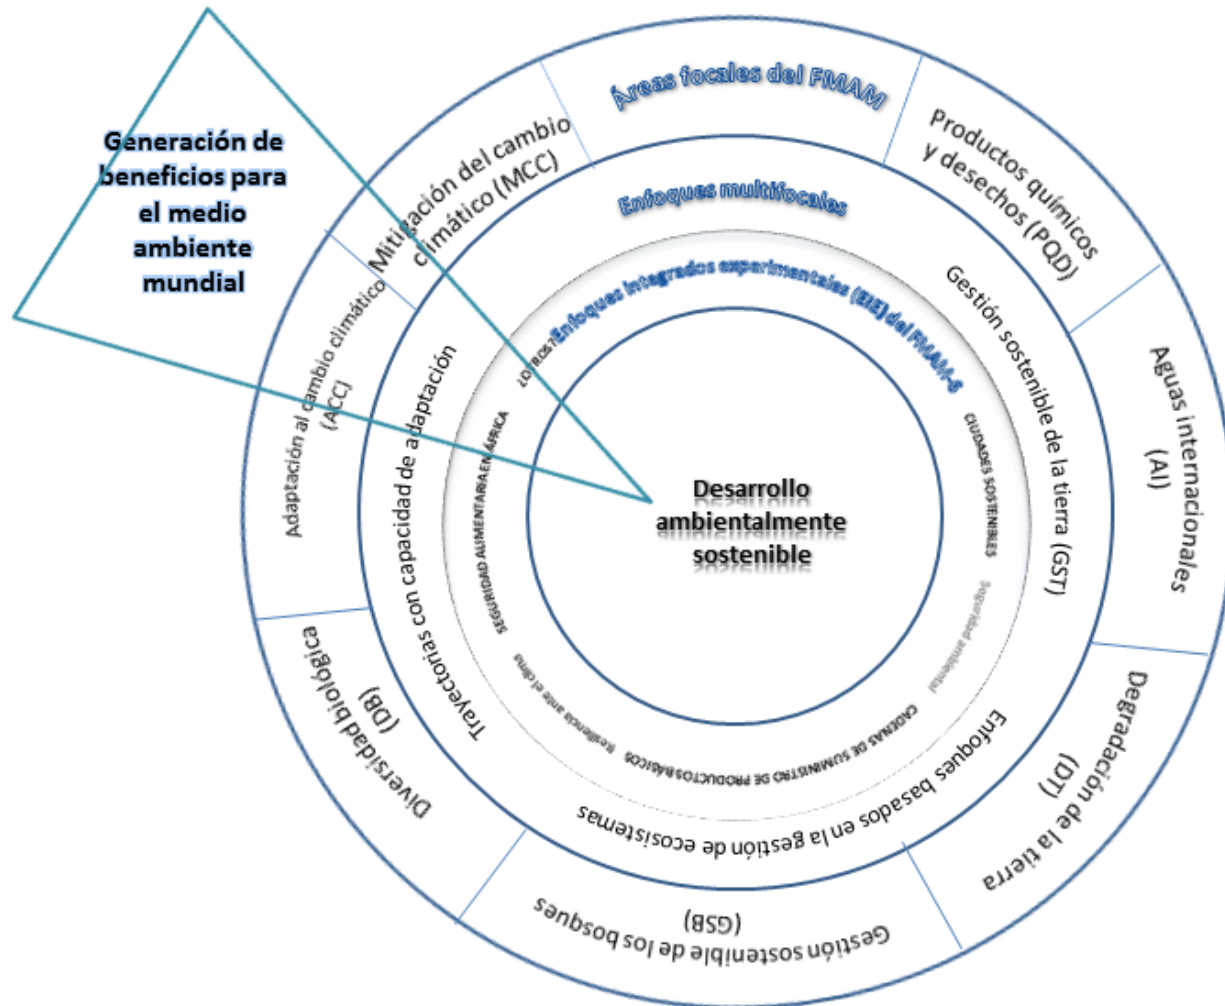 Generación de
beneficios para
el medio
ambiente
mundial
Áreas focales del FMAM
Productos químicos
y desechos (PQD)
Aguas internacionales
(AI)
Degradación de la tierra
(DT)
Gestión sostenible de los bosques
(GSB)
Diversidad biológica
(DB)
Adaptación al cambio climático
(ACC)
Mitigación del cambio
climático (MCC)
Enfoques multifocales
Gestión sostenible de la tierra (GST)
Enfoques basados en la gestión de ecosistemas
Trayectorias con capacidad de adaptación
Enfoques integrados experimentales (EIE) del FMAM-6
CIUDADES SOSTENIBLES
Seguridad ambiental
CADENAS DE SUMINISTRO DE PRODUCTOS BÁSICOS
Resiliencia ante el clima
SEGURIDAD ALIMENTARIA EN ÁFRICA
¿OTROS?
Desarrollo
ambientalmente
sostenible